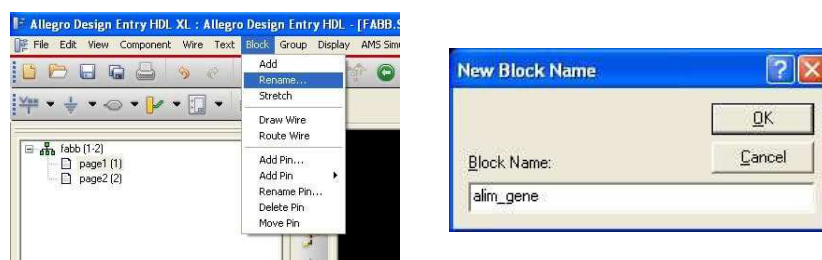 Allegro Design Entry HDL XL : Allegro Design Entry HDL - [FABB.S
File Edit View Component Wire Text Block Group Display AMS Sim
Add
Rename...
Stretch
Draw Wire
Route Wire
Add Pin...
Add Pin
Rename Pin...
Delete Pin
Move Pin
fabb (1-2)
page1 (1)
page2 (2)
New Block Name
OK
Block Name:
Cancel
alim_gene